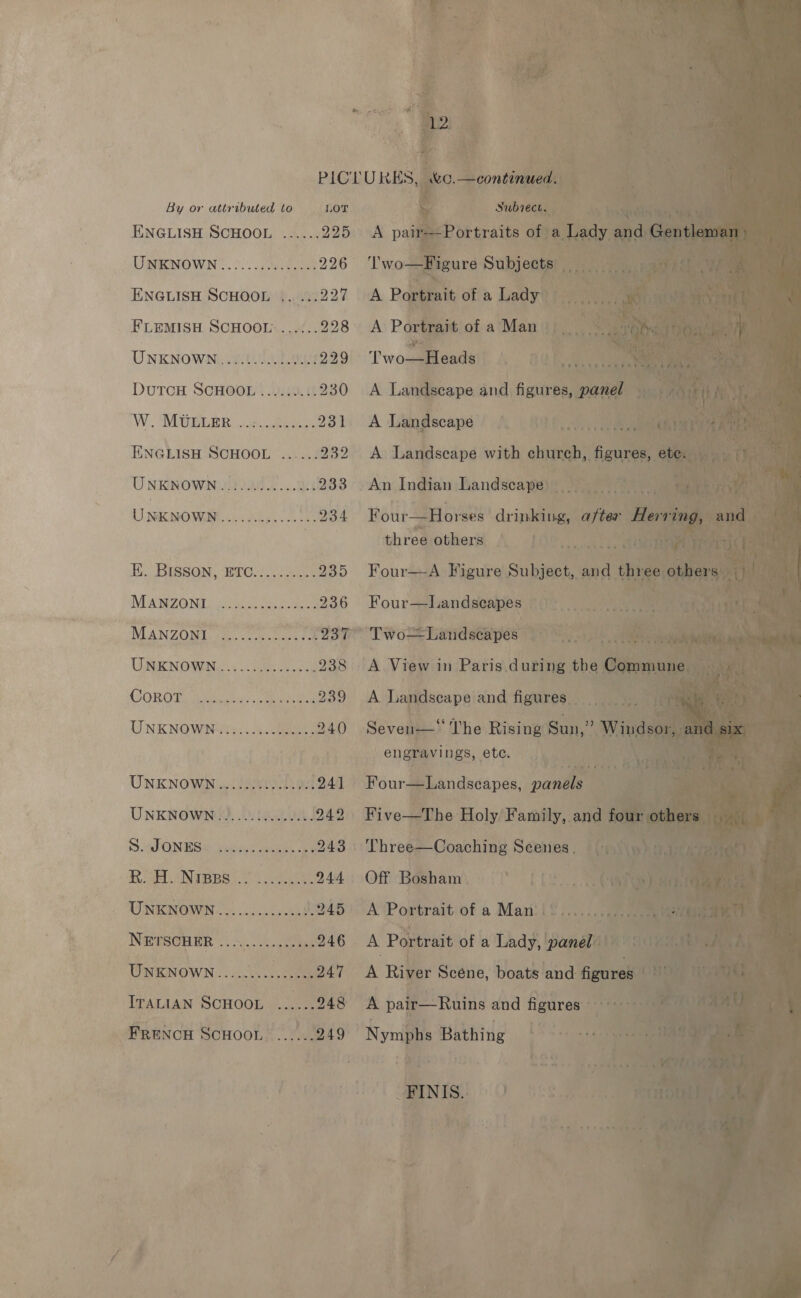 12
PICTURES, &c.—continued.
By or attributed to LOT Subject.
ENGLISH SCHOOL ...... 225 A pair—Portraits of a Lady and Gentleman
UNKNOWN ............... 226 Two—Figure Subjects
ENGLISH SCHOOL ...... 227 A Portrait of a Lady
FLEMISH SCHOOL ...... 228 A Portrait of a Man
UNKNOWN ............... 229 Two—Heads
DUTCH SCHOOL ......... 230 A Landscape and figures, panel
W. MÜLLER ............ 231 A Landscape
ENGLISH SCHOOL ...... 232 A Landscape with church, figures, etc.
UNKNOWN ............... 233 An Indian Landscape
UNKNOWN ............... 234 Four—Horses drinking, after Herring, and
three others
E. BISSON, ETC. ......... 235 Four—A Figure Subject, and three others
MANZONI ............... 236 Four—Landscapes
MANZONI ............... 237 Two—Landscapes
UNKNOWN ............... 238 A View in Paris during the Commune
COROT ............... 239 A Landscape and figures
UNKNOWN ............... 240 Seven—“The Rising Sun,” Windsor, and six
engravings, etc.
UNKNOWN ............... 241 Four—Landscapes, panels
UNKNOWN ............... 242 Five—The Holy Family, and four others
S. JONES ............... 243 Three—Coaching Scenes.
R. H. NIBBS ............ 244 Off Bosham
UNKNOWN ............... 245 A Portrait of a Man
NETSCHER ............... 246 A Portrait of a Lady, panel
UNKNOWN ............... 247 A River Scene, boats and figures
ITALIAN SCHOOL ...... 248 A pair—Ruins and figures
FRENCH SCHOOL ...... 249 Nymphs Bathing
FINIS.